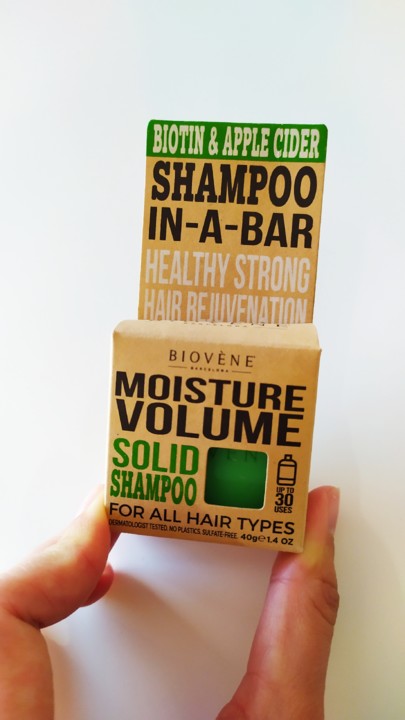 BIOTIN & APPLE CIDER
SHAMPOO
IN-A-BAR
HEALTHY STRONG
HAIR REJUVENATION
BIOVÈNE
BARCELONA
MOISTURE
VOLUME
SOLID
SHAMPOO
UP TO
30
USES
FOR ALL HAIR TYPES
DERMATOLOGIST TESTED. NO PLASTICS. SULFATE-FREE. 40g℮1.4 OZ